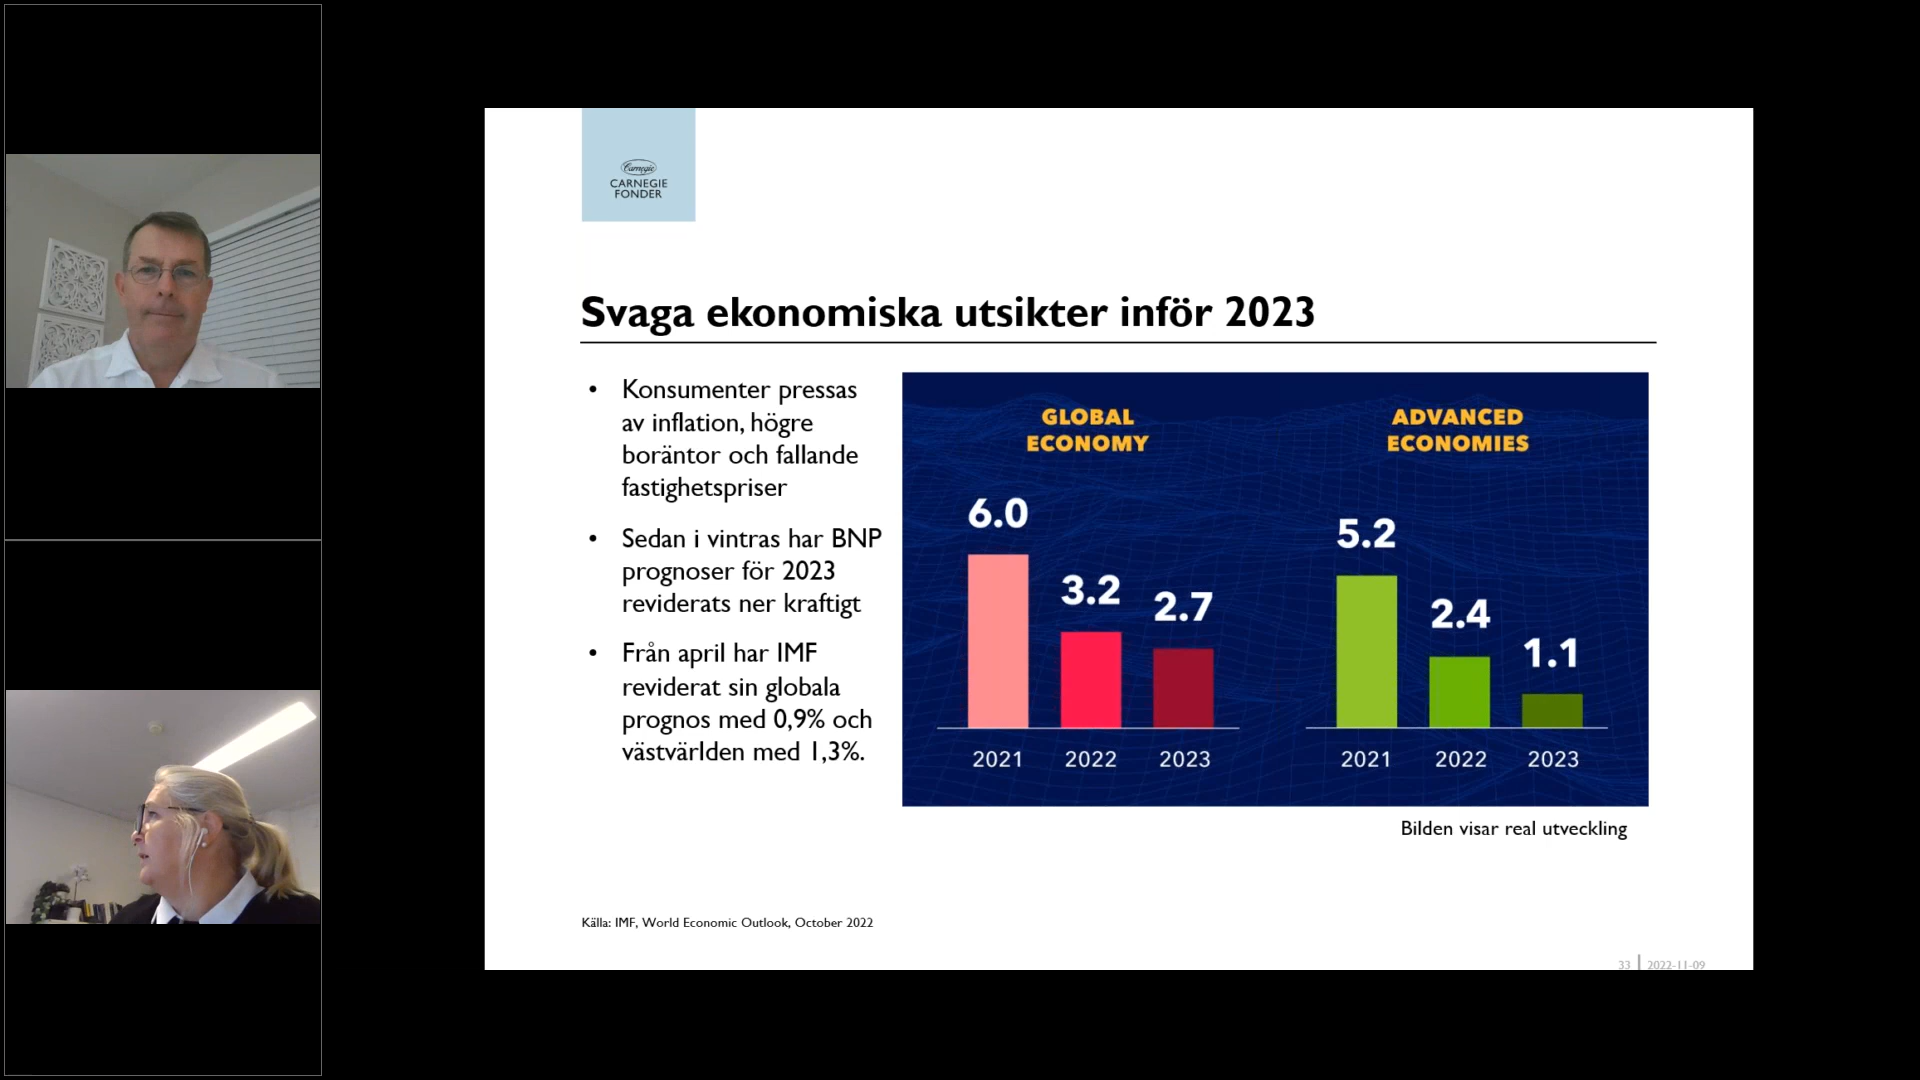 Carnegie
CARNEGIE
FONDER
Svaga ekonomiska utsikter inför 2023
• Konsumenter pressas
av inflation, högre
boräntor och fallande
fastighetspriser
• Sedan i vintras har BNP
prognoser för 2023
reviderats ner kraftigt
• Från april har IMF
reviderat sin globala
prognos med 0,9% och
västvärlden med 1,3%.
GLOBAL
ECONOMY
6.0
3.2
2.7
2021 2022 2023
ADVANCED
ECONOMIES
5.2
2.4
1.1
2021 2022 2023
Bilden visar real utveckling
Källa: IMF, World Economic Outlook, October 2022
33 | 2022-11-09